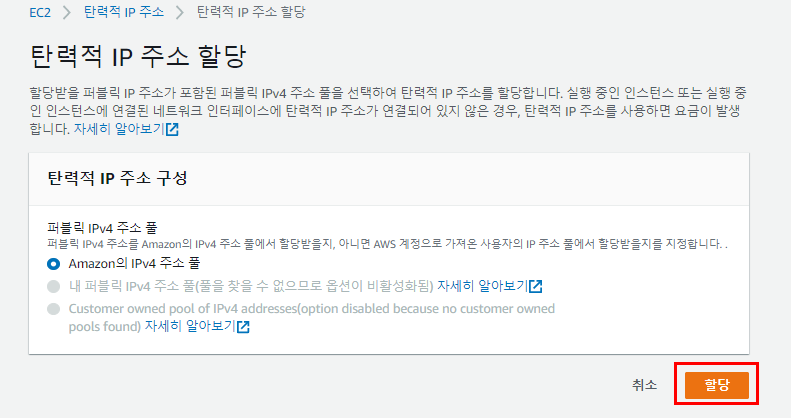 EC2 > 탄력적 IP 주소 > 탄력적 IP 주소 할당
탄력적 IP 주소 할당
할당받을 퍼블릭 IP 주소가 포함된 퍼블릭 IPv4 주소 풀을 선택하여 탄력적 IP 주소를 할당합니다. 실행 중인 인스턴스 또는 실행 중
인 인스턴스에 연결된 네트워크 인터페이스에 탄력적 IP 주소가 연결되어 있지 않은 경우, 탄력적 IP 주소를 사용하면 요금이 발생
합니다. 자세히 알아보기
탄력적 IP 주소 구성
퍼블릭 IPv4 주소 풀
퍼블릭 IPv4 주소를 Amazon의 IPv4 주소 풀에서 할당받을지, 아니면 AWS 계정으로 가져온 사용자의 IP 주소 풀에서 할당받을지를 지정합니다. .
Amazon의 IPv4 주소 풀
내 퍼블릭 IPv4 주소 풀(풀을 찾을 수 없으므로 옵션이 비활성화됨) 자세히 알아보기
Customer owned pool of IPv4 addresses(option disabled because no customer owned
pools found) 자세히 알아보기
취소 할당